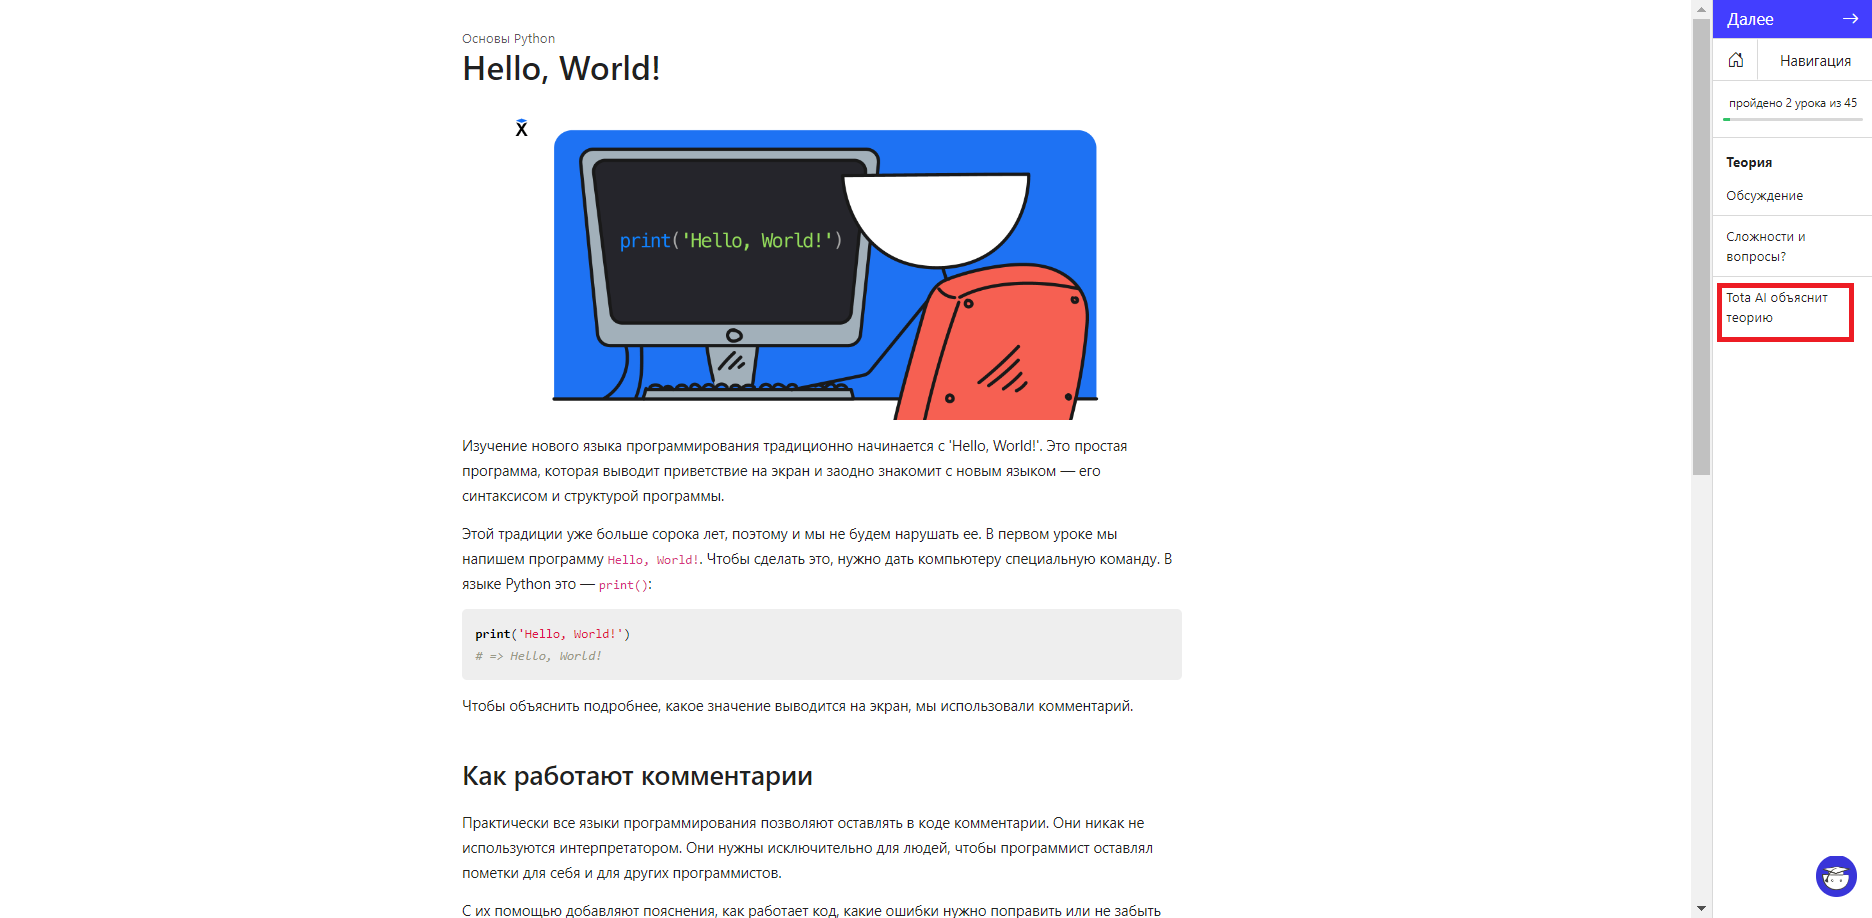 Основы Python
Hello, World!
X
print('Hello, World!')
Изучение нового языка программирования традиционно начинается с 'Hello, World!'. Это простая
программа, которая выводит приветствие на экран и заодно знакомит с новым языком — его
синтаксисом и структурой программы.
Этой традиции уже больше сорока лет, поэтому и мы не будем нарушать ее. В первом уроке мы
напишем программу Hello, World!. Чтобы сделать это, нужно дать компьютеру специальную команду. В
языке Python это — print():
print('Hello, World!')
# => Hello, World!
Чтобы объяснить подробнее, какое значение выводится на экран, мы использовали комментарий.
Как работают комментарии
Практически все языки программирования позволяют оставлять в коде комментарии. Они никак не
используются интерпретатором. Они нужны исключительно для людей, чтобы программист оставлял
пометки для себя и для других программистов.
С их помощью добавляют пояснения, как работает код, какие ошибки нужно поправить или не забыть
Далее
Навигация
пройдено 2 урока из 45
Теория
Обсуждение
Сложности и
вопросы?
Tota AI объяснит
теорию